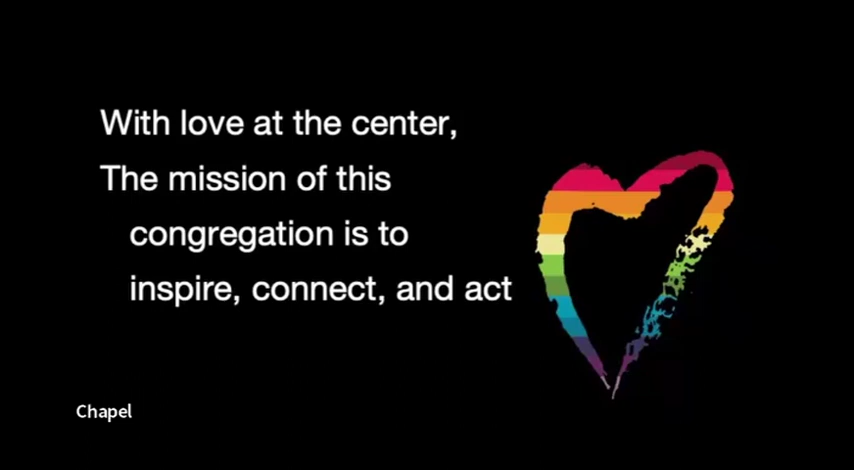 With love at the center,
The mission of this
congregation is to
inspire, connect, and act
Chapel